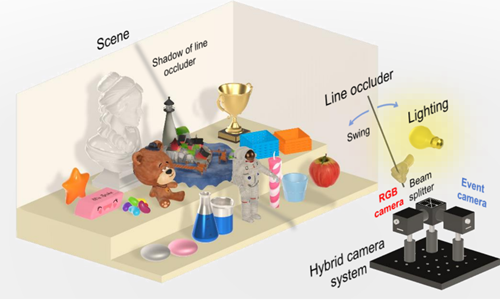 Scene
Shadow of line
occluder
Line occluder
Lighting
Swing
RGB
camera
Beam
splitter
Event
camera
Hybrid camera
system